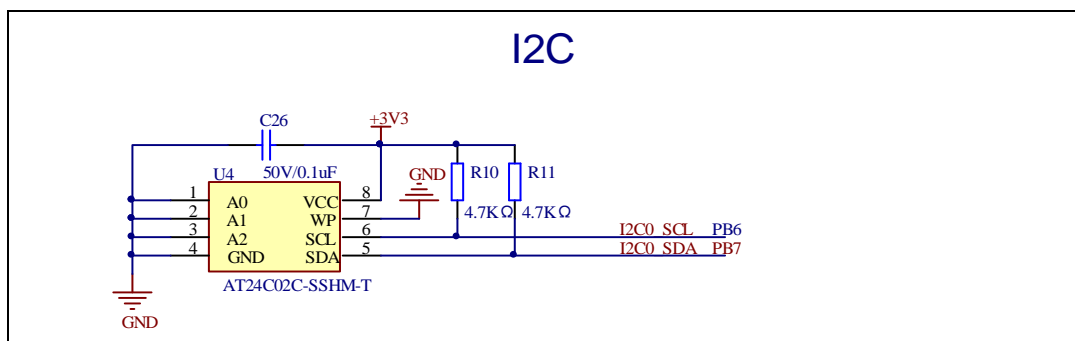 I2C
C26
+3V3
50V/0.1uF
U4
GND
R10
R11
4.7KΩ
4.7KΩ
1 A0 VCC 8
2 A1 WP 7
3 A2 SCL 6
4 GND SDA 5
I2C0_SCL PB6
I2C0_SDA PB7
AT24C02C-SSHM-T
GND